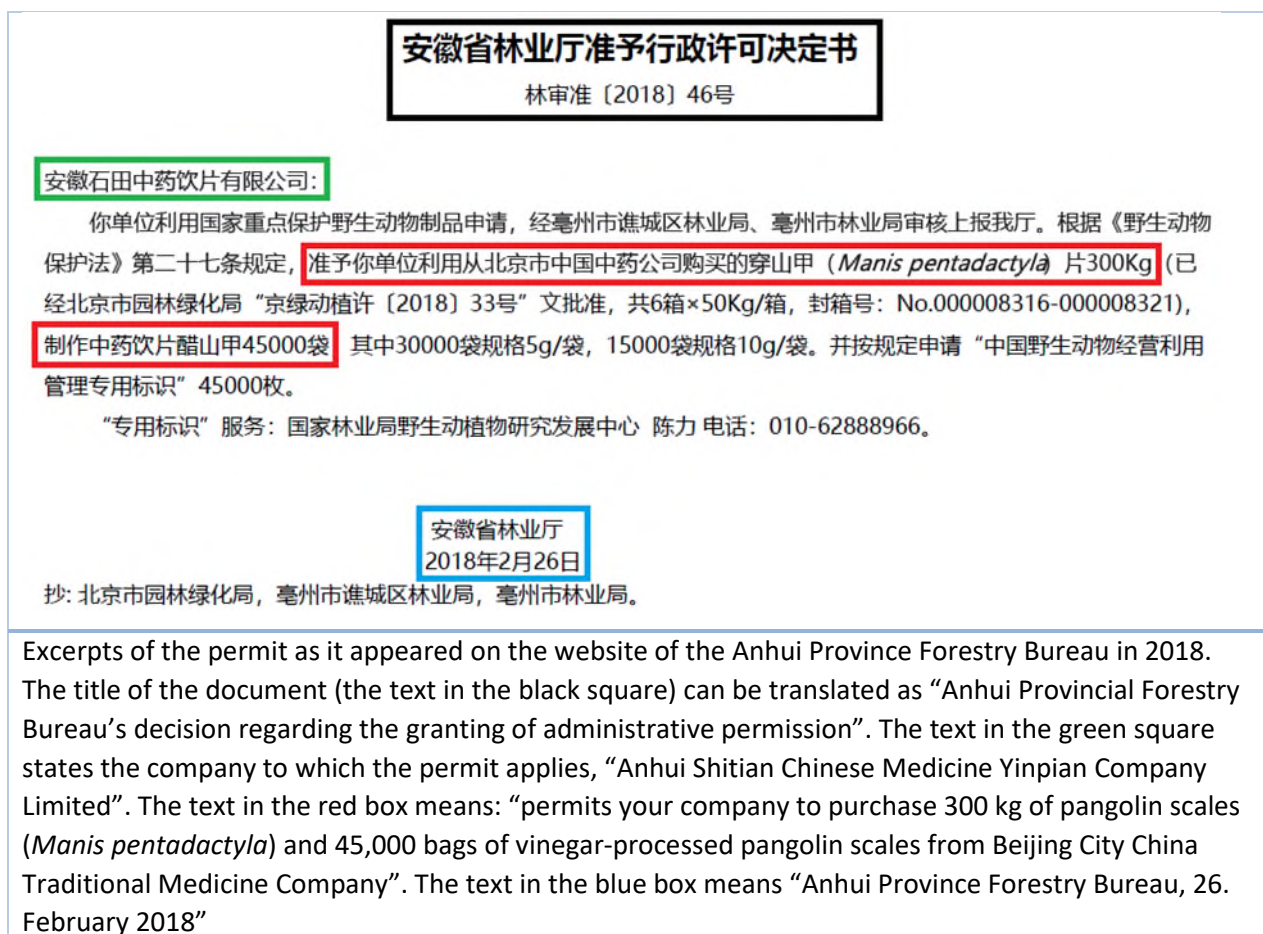 安徽省林业厅准予行政许可决定书
林审准〔2018〕46号
安徽石田中药饮片有限公司:
你单位利用国家重点保护野生动物制品申请，经亳州市谯城区林业局、亳州市林业局审核上报我厅。根据《野生动物
保护法》第二十七条规定，准予你单位利用从北京市中国中药公司购买的穿山甲（Manis pentadactyla）片300Kg（已
经北京市园林绿化局“京绿动植许〔2018〕33号”文批准，共6箱×50Kg/箱，封箱号：No.000008316-000008321)，
制作中药饮片醋山甲45000袋 其中30000袋规格5g/袋，15000袋规格10g/袋。并按规定申请“中国野生动物经营利用
管理专用标识”45000枚。
“专用标识”服务：国家林业局野生动植物研究发展中心 陈力 电话：010-62888966。
安徽省林业厅
2018年2月26日
抄: 北京市园林绿化局，亳州市谯城区林业局，亳州市林业局。
Excerpts of the permit as it appeared on the website of the Anhui Province Forestry Bureau in 2018.
The title of the document (the text in the black square) can be translated as “Anhui Provincial Forestry
Bureau’s decision regarding the granting of administrative permission”. The text in the green square
states the company to which the permit applies, “Anhui Shitian Chinese Medicine Yinpian Company
Limited”. The text in the red box means: “permits your company to purchase 300 kg of pangolin scales
(Manis pentadactyla) and 45,000 bags of vinegar-processed pangolin scales from Beijing City China
Traditional Medicine Company”. The text in the blue box means “Anhui Province Forestry Bureau, 26.
February 2018”